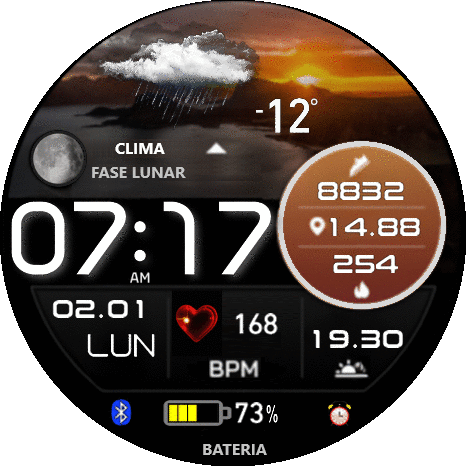 -12°
CLIMA
FASE LUNAR
8832
14.88
254
07:17
AM
02.01
LUN
168
BPM
19.30
73%
BATERIA